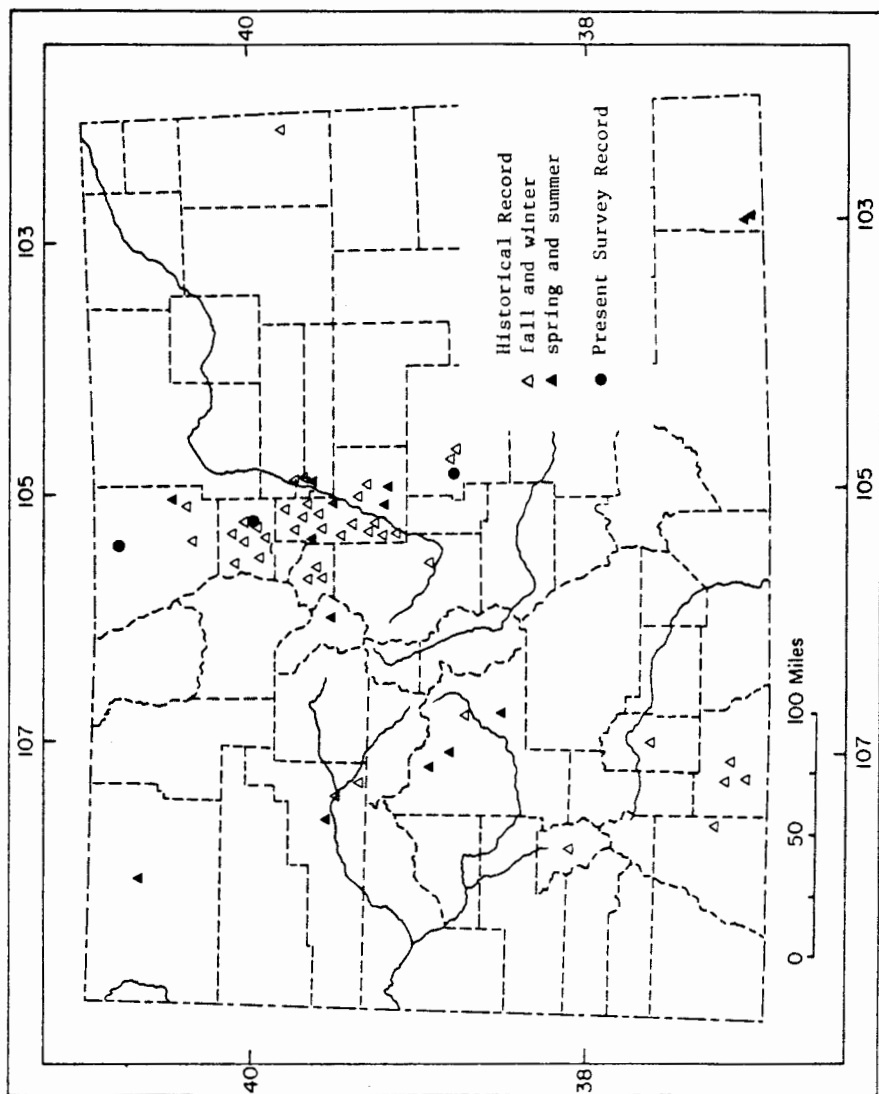 107 105 103
40 40
Historical Record
fall and winter
spring and summer
38 38
Present Survey Record
0 50 100 Miles
107 105 103